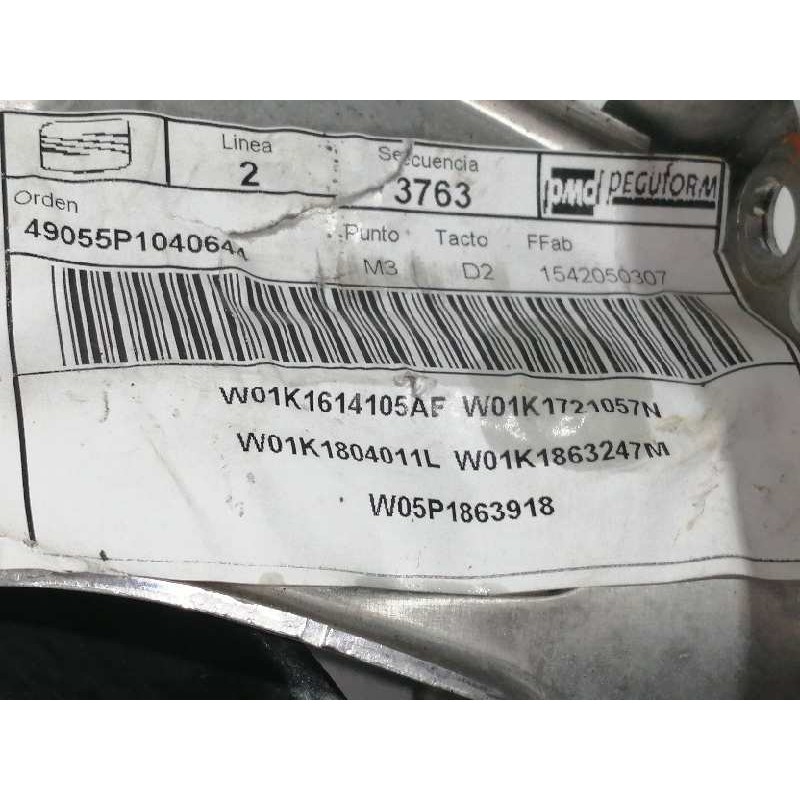 Linea Secuencia
2 3763 pmd PEGUFORM
Orden Punto Tacto FFab
49055P104064 M3 D2 1542050307
W01K1614105AF W01K1721057N
W01K1804011L W01K1863247M
W05P1863918